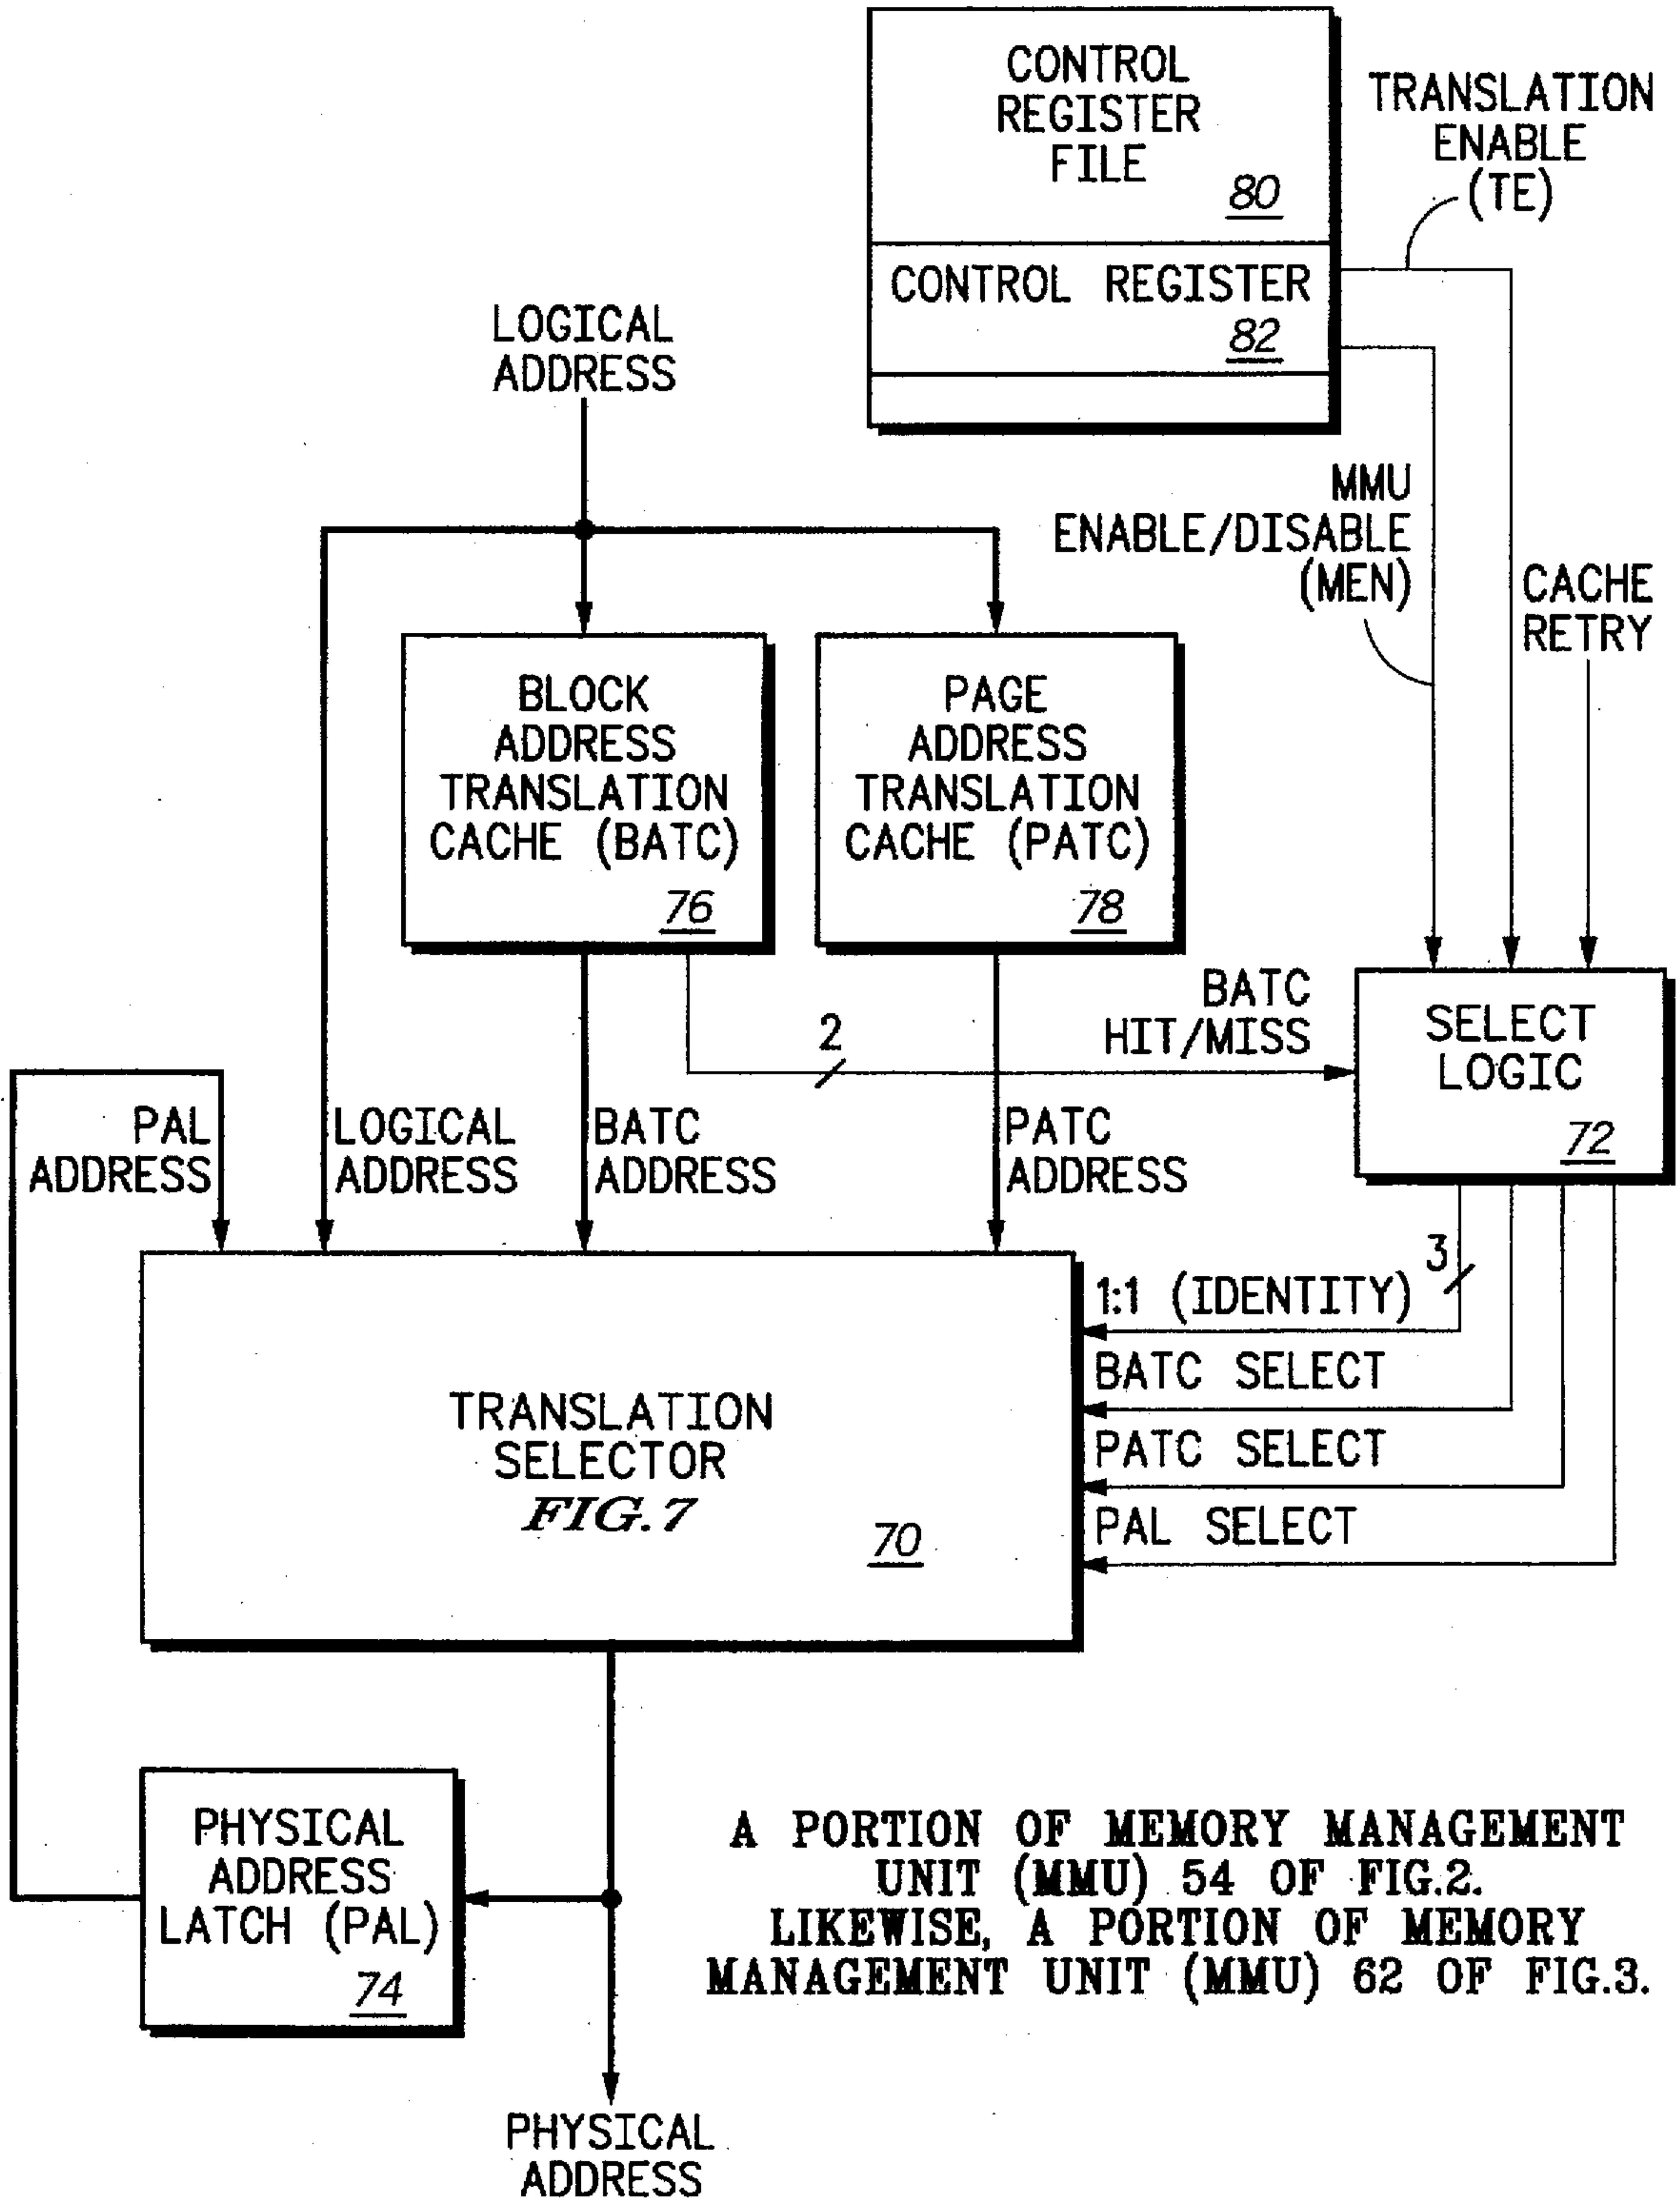 CONTROL
REGISTER
FILE
80
TRANSLATION
ENABLE
(TE)
CONTROL REGISTER
82
LOGICAL
ADDRESS
MMU
ENABLE/DISABLE
(MEN)
CACHE
RETRY
BLOCK
ADDRESS
TRANSLATION
CACHE (BATC)
76
PAGE
ADDRESS
TRANSLATION
CACHE (PATC)
78
BATC
HIT/MISS
2
SELECT
LOGIC
72
PAL
ADDRESS
LOGICAL
ADDRESS
BATC
ADDRESS
PATC
ADDRESS
3
1:1 (IDENTITY)
BATC SELECT
PATC SELECT
PAL SELECT
TRANSLATION
SELECTOR
FIG.7
70
PHYSICAL
ADDRESS
LATCH (PAL)
74
A PORTION OF MEMORY MANAGEMENT
UNIT (MMU) 54 OF FIG.2.
LIKEWISE, A PORTION OF MEMORY
MANAGEMENT UNIT (MMU) 62 OF FIG.3.
PHYSICAL
ADDRESS